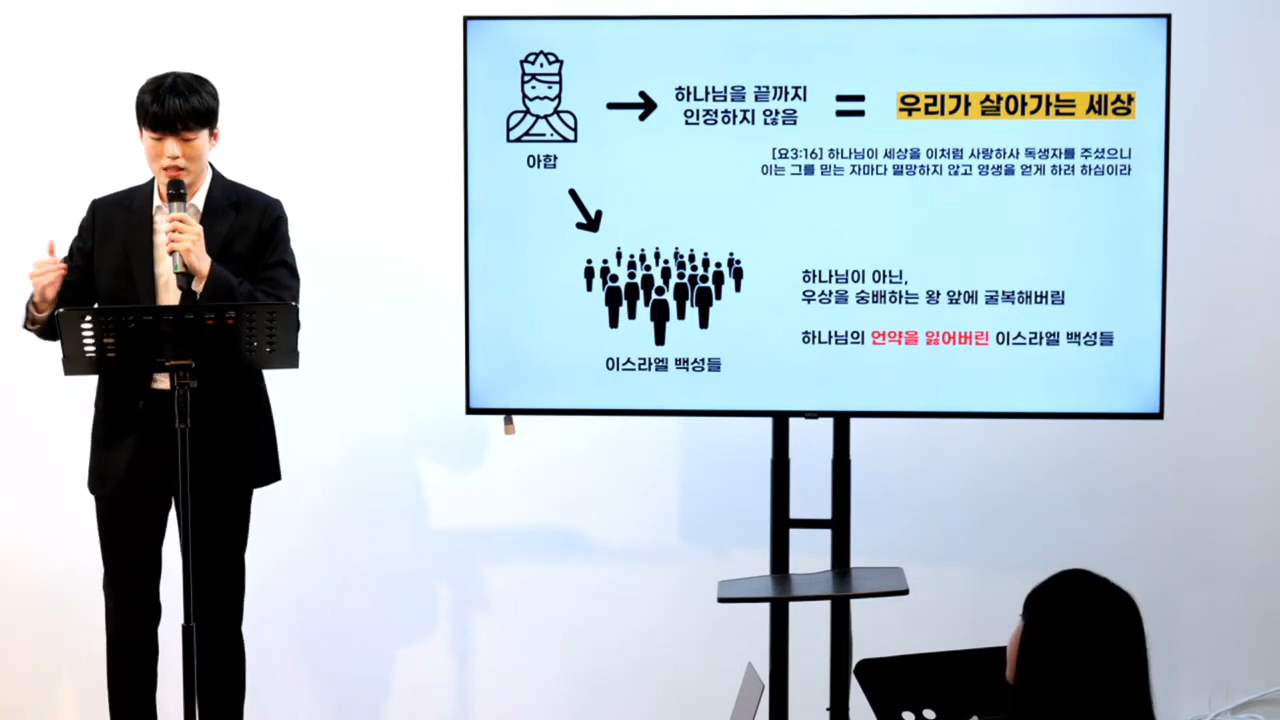 하나님을 끝까지
인정하지 않음
=
우리가 살아가는 세상
아합
[요3:16] 하나님이 세상을 이처럼 사랑하사 독생자를 주셨으니
이는 그를 믿는 자마다 멸망하지 않고 영생을 얻게 하려 하심이라
하나님이 아닌,
우상을 숭배하는 왕 앞에 굴복해버림
하나님의 언약을 잃어버린 이스라엘 백성들
이스라엘 백성들